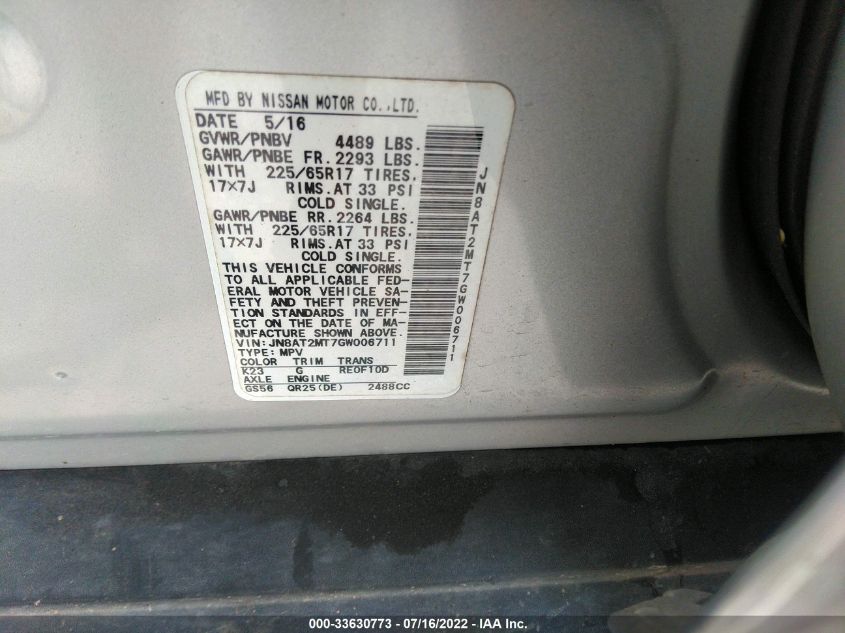 MFD BY NISSAN MOTOR CO.,LTD.
DATE 5/16
GVWR/PNBV 4489 LBS.
GAWR/PNBE FR. 2293 LBS.
WITH 225/65R17 TIRES.
17×7J RIMS. AT 33 PSI
COLD SINGLE.
GAWR/PNBE RR. 2264 LBS.
WITH 225/65R17 TIRES.
17×7J RIMS. AT 33 PSI
COLD SINGLE.
THIS VEHICLE CONFORMS
TO ALL APPLICABLE FED-
ERAL MOTOR VEHICLE SA-
FETY AND THEFT PREVEN-
TION STANDARDS IN EFF-
ECT ON THE DATE OF MA-
NUFACTURE SHOWN ABOVE.
VIN: JN8AT2MT7GW006711
TYPE: MPV
COLOR TRIM TRANS
K23 G RE0F10D
AXLE ENGINE
GS56 QR25(DE) 2488CC
JN8AT2MT7GW006711
000-33630773 - 07/16/2022 - IAA Inc.